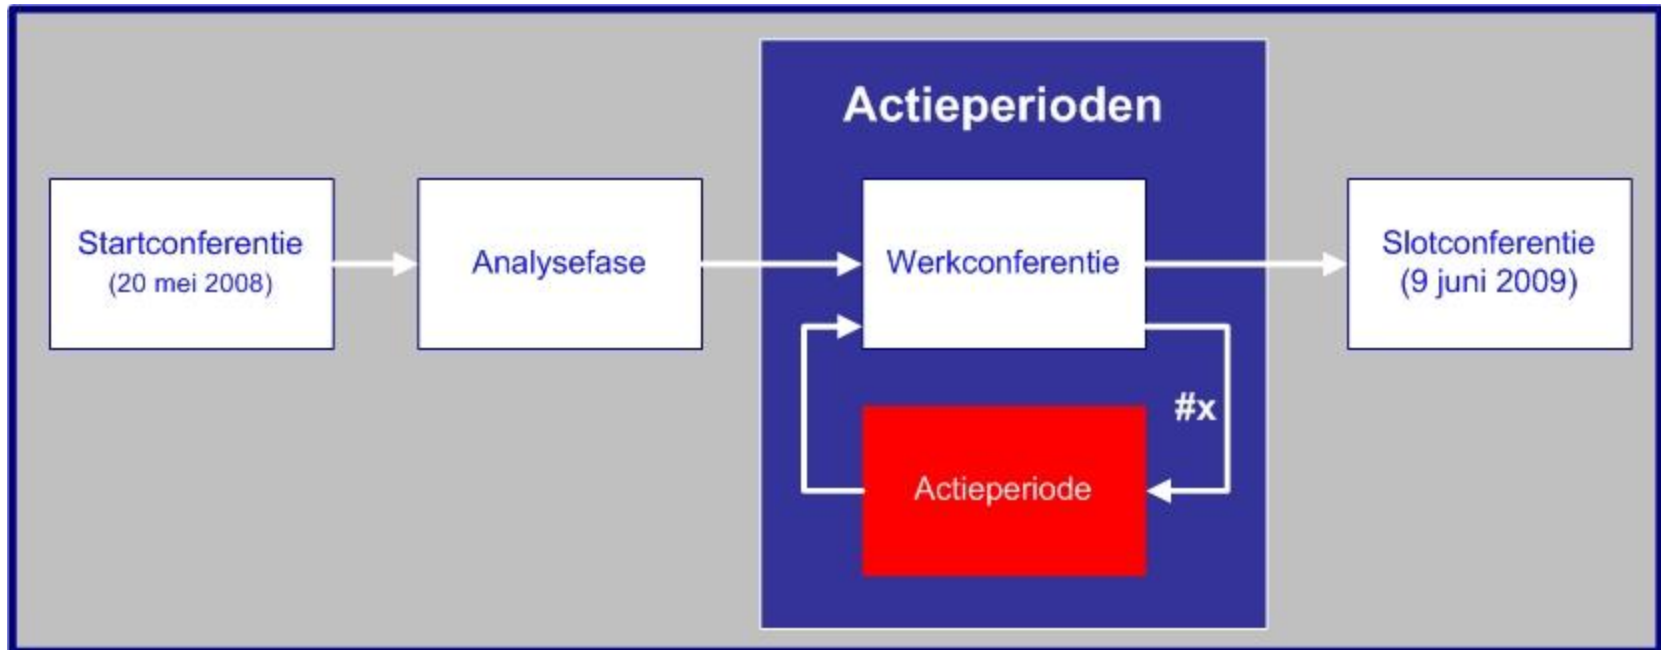 Actieperioden
Startconferentie
(20 mei 2008)
Analysefase
Werkconferentie
Slotconferentie
(9 juni 2009)
#x
Actieperiode